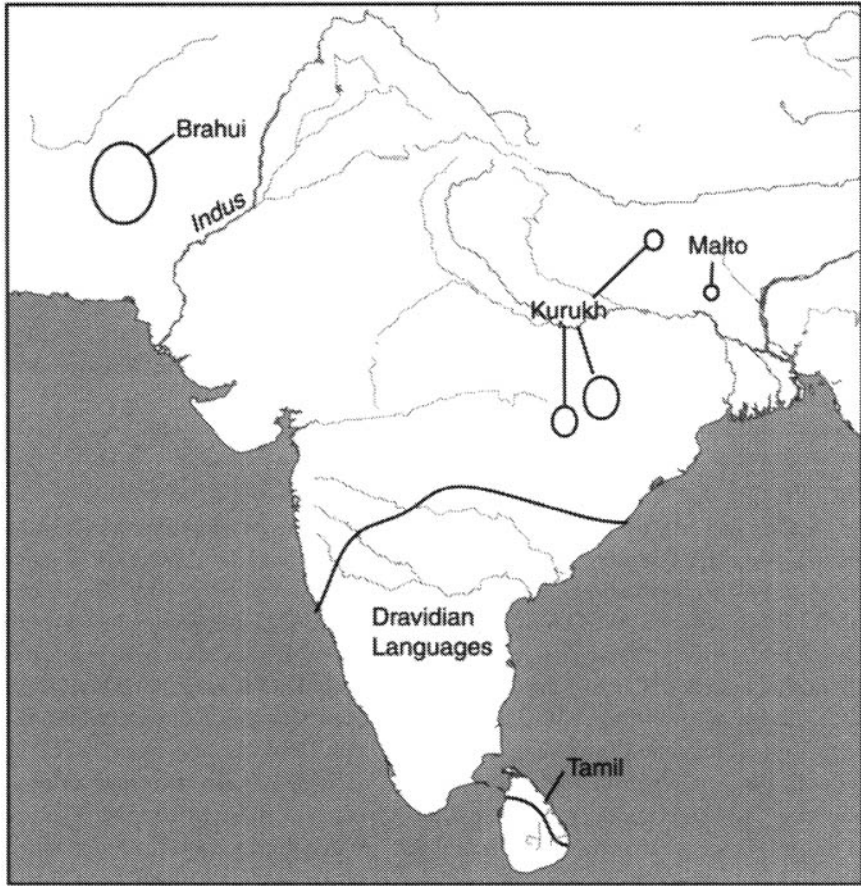 Brahui
Indus
Malto
Kurukh
Dravidian
Languages
Tamil